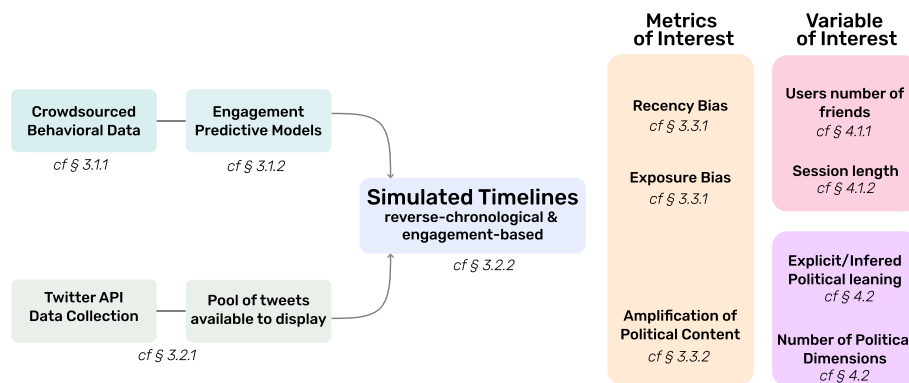 Metrics
of Interest
Variable
of Interest
Crowdsourced
Behavioral Data
cf § 3.1.1
Engagement
Predictive Models
cf § 3.1.2
Simulated Timelines
reverse-chronological &
engagement-based
cf § 3.2.2
Twitter API
Data Collection
Pool of tweets
available to display
cf § 3.2.1
Recency Bias
cf § 3.3.1
Exposure Bias
cf § 3.3.1
Amplification of
Political Content
cf § 3.3.2
Users number of
friends
cf § 4.1.1
Session length
cf § 4.1.2
Explicit/Infered
Political leaning
cf § 4.2
Number of Political
Dimensions
cf § 4.2